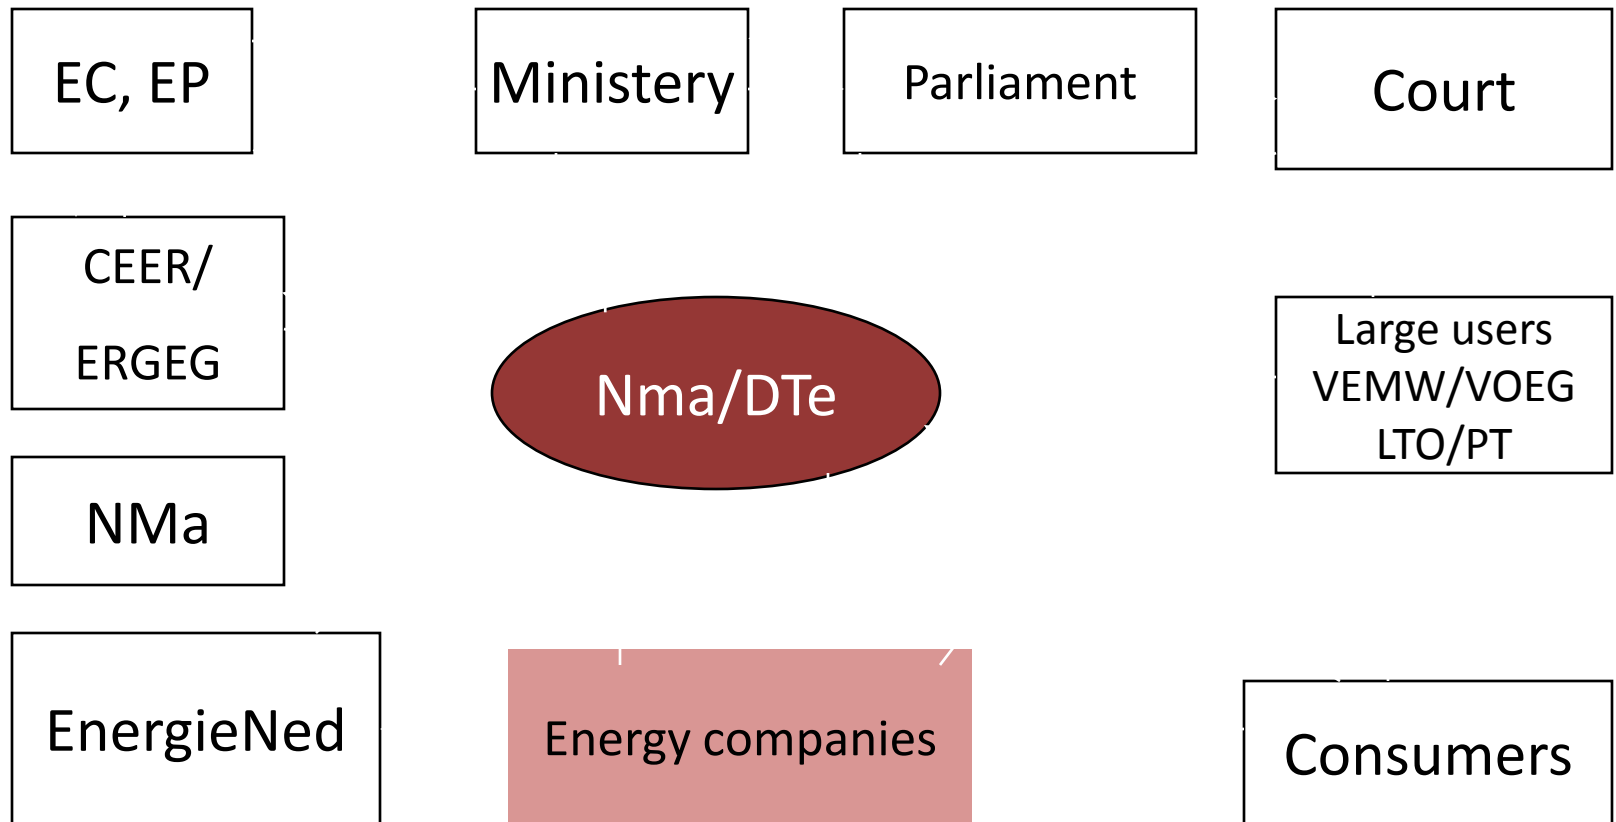 EC, EP
Ministery
Parliament
Court
CEER/
ERGEG
Nma/DTe
Large users
VEMW/VOEG
LTO/PT
NMa
EnergieNed
Energy companies
Consumers